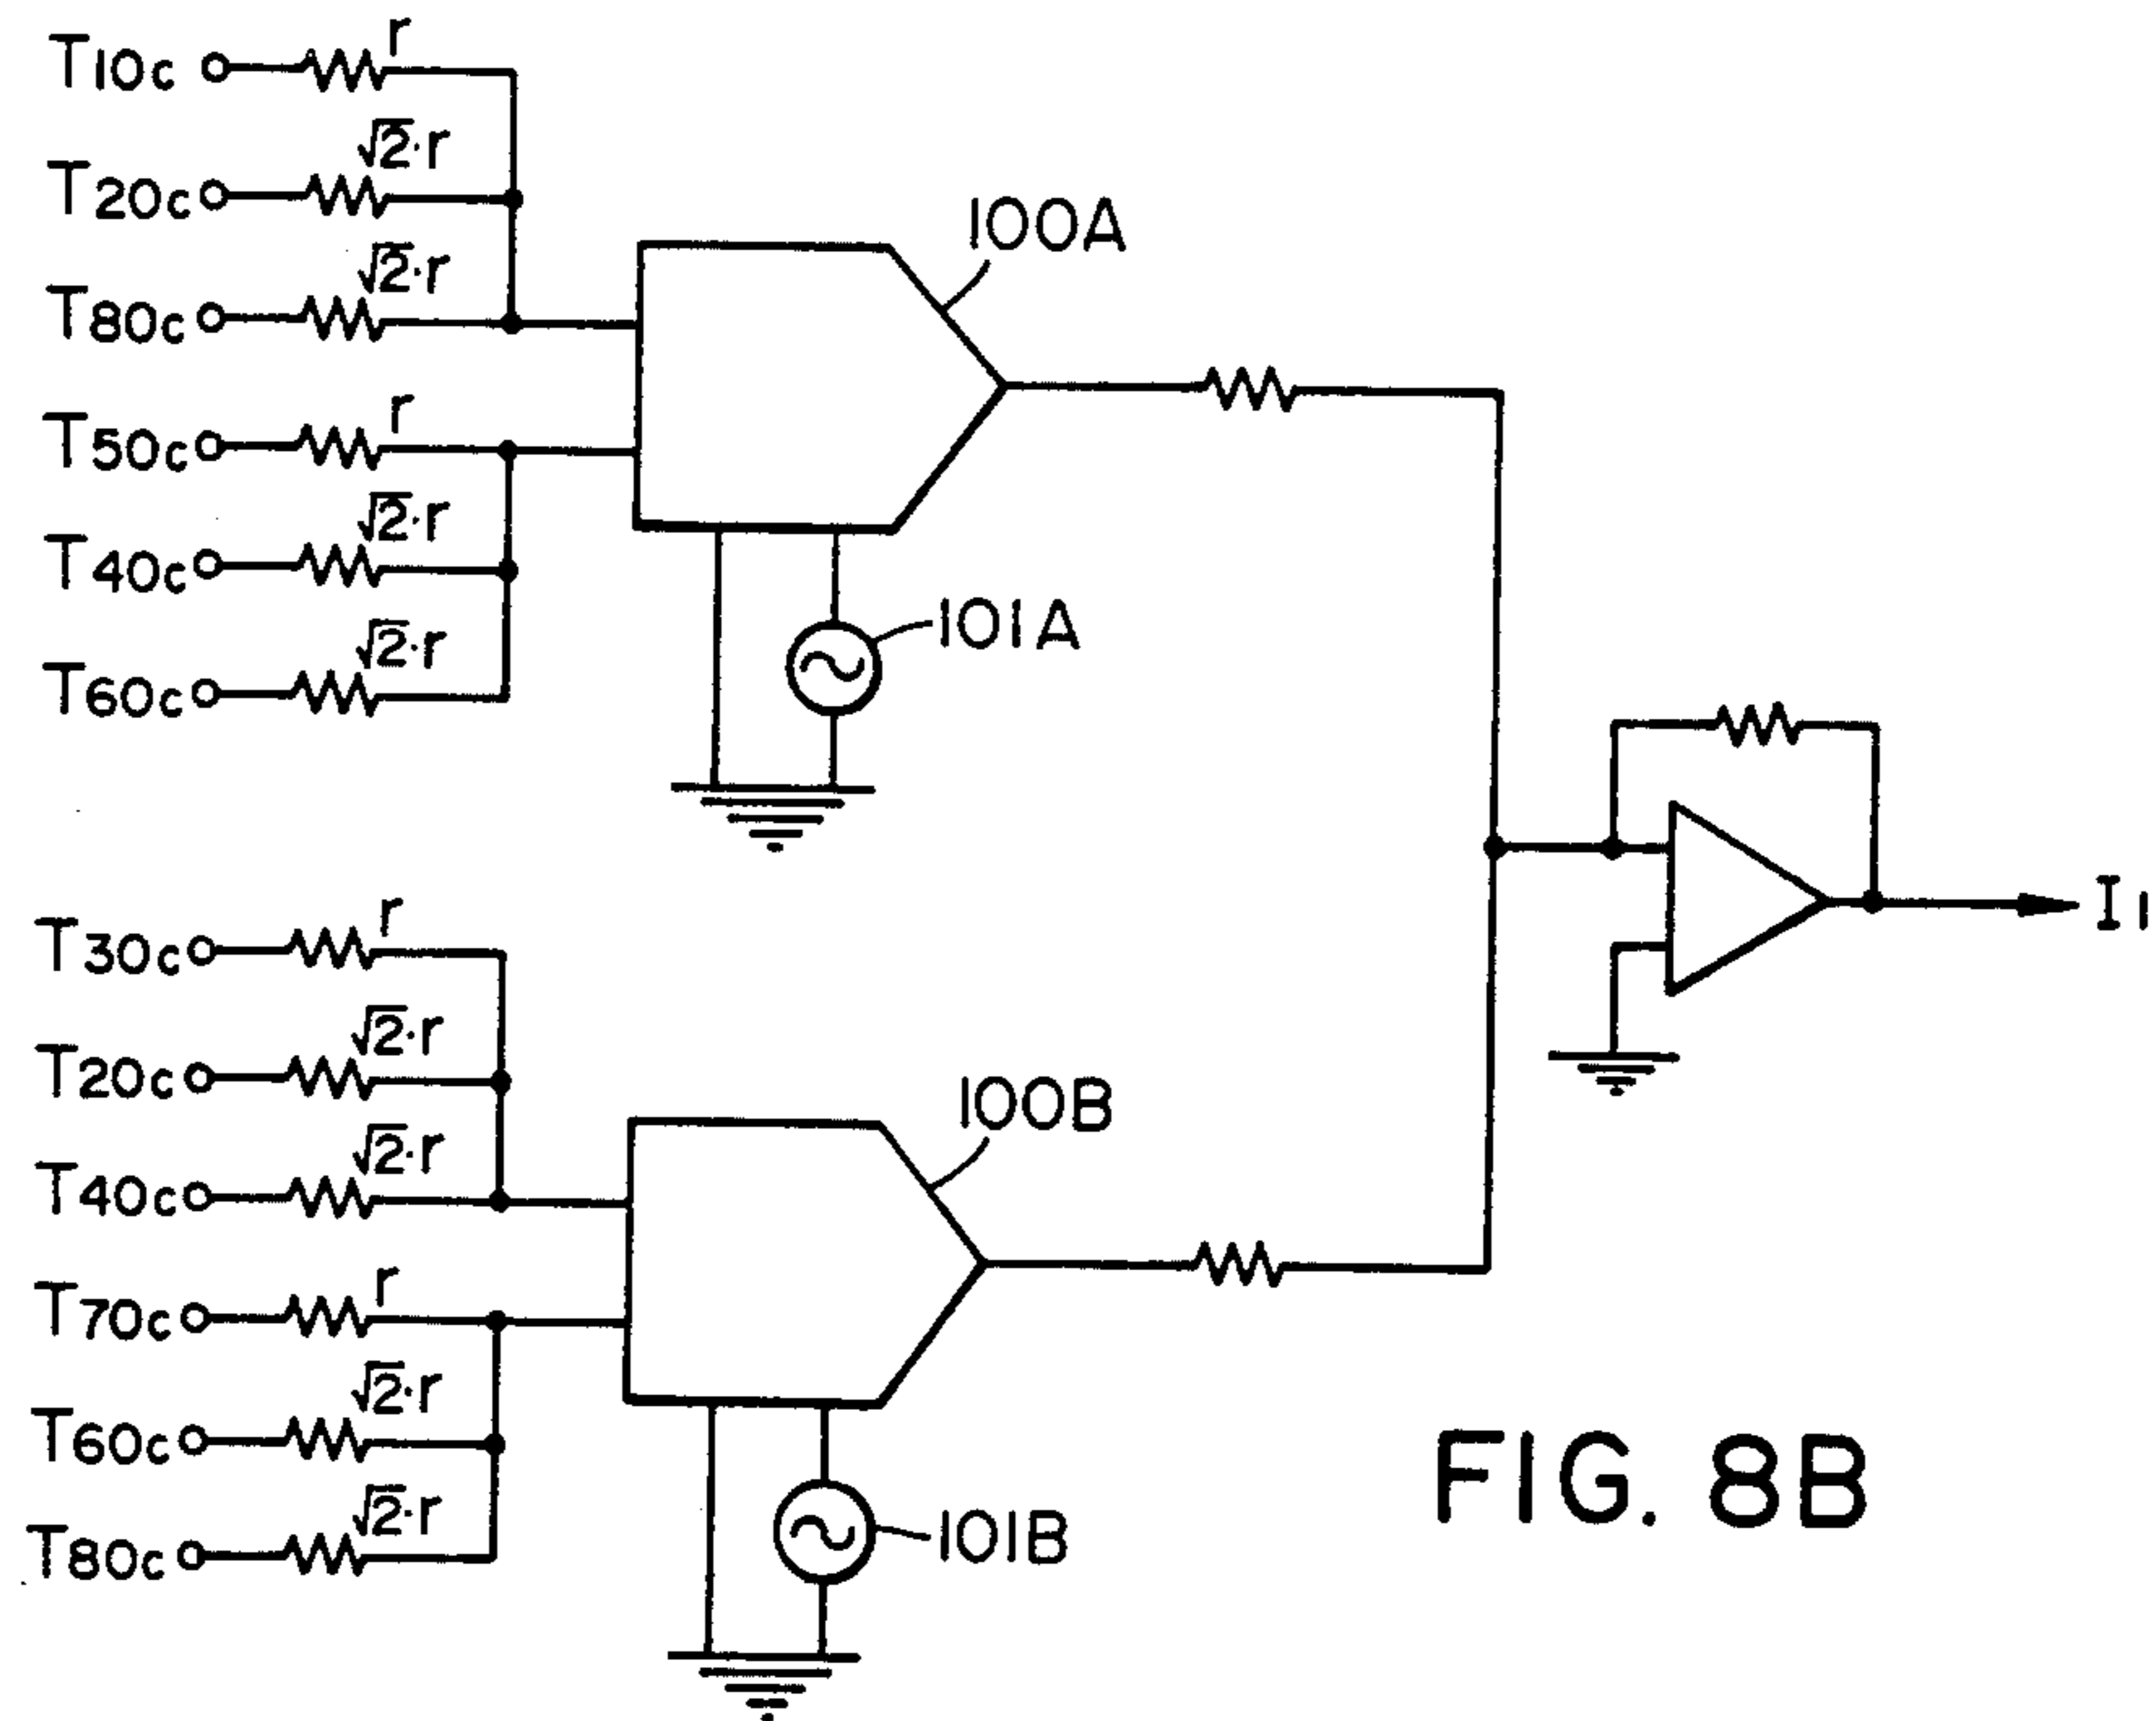 r
T10c
√2·r
T20c
100A
√2·r
T80c
r
T50c
√2·r
T40c
101A
√2·r
T60c
I1
r
T30c
√2·r
T20c
100B
√2·r
T40c
r
T70c
√2·r
T60c
√2·r
T80c
101B
FIG. 8B